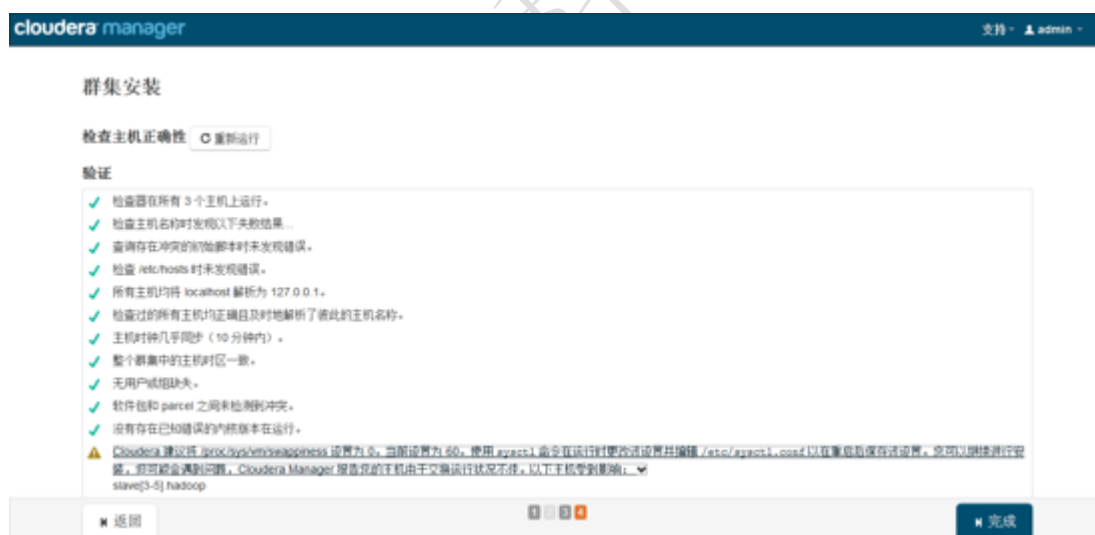 cloudera manager
支持 admin
群集安装
检查主机正确性 重新运行
验证
检查器在所有 3 个主机上运行。
检查主机名称时发现以下失败结果...
查询存在冲突的初始脚本时未发现错误。
检查 /etc/hosts 时未发现错误。
所有主机均将 localhost 解析为 127.0.0.1。
检查过的所有主机均正确且及时地解析了彼此的主机名称。
主机时钟几乎同步（10 分钟内）。
整个群集中的主机时区一致。
无用户或组缺失。
软件包和 parcel 之间未检测到冲突。
没有存在已知错误的内核版本在运行。
Cloudera 建议将 /proc/sys/vm/swappiness 设置为 0。当前设置为 60。使用 sysctl 命令在运行时更改该设置并编辑 /etc/sysctl.conf 以在重启后保存该设置。您可以继续进行安
装，但可能会遇到问题，Cloudera Manager 报告您的主机由于交换运行状况不佳。以下主机受到影响：
slave[3-5].hadoop
返回
1 3 4
完成